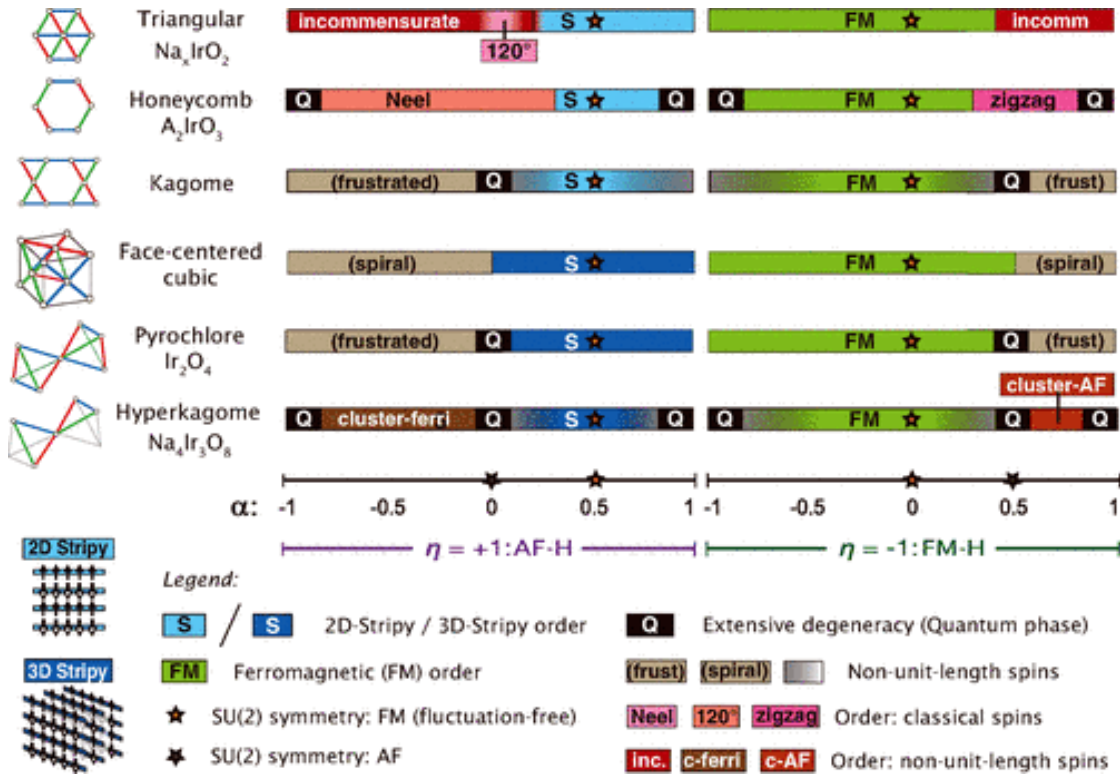 Triangular
NaₓIrO₂
incommensurate
120°
S
FM
incomm
Honeycomb
A₂IrO₃
Q
Neel
S
Q
Q
FM
zigzag
Q
Kagome
(frustrated)
Q
S
FM
Q
(frust)
Face-centered
cubic
(spiral)
S
FM
(spiral)
Pyrochlore
Ir₂O₄
(frustrated)
Q
S
FM
Q
(frust)
cluster-AF
Hyperkagome
Na₄Ir₃O₈
Q
cluster-ferri
Q
S
Q
Q
FM
Q
Q
α:
-1 -0.5 0 0.5 1
-1 -0.5 0 0.5 1
η = +1:AF-H
η = -1:FM-H
2D Stripy
3D Stripy
Legend:
S / S 2D-Stripy / 3D-Stripy order
FM Ferromagnetic (FM) order
SU(2) symmetry: FM (fluctuation-free)
SU(2) symmetry: AF
Q Extensive degeneracy (Quantum phase)
(frust) (spiral) Non-unit-length spins
Neel 120° zigzag Order: classical spins
inc. c-ferri c-AF Order: non-unit-length spins